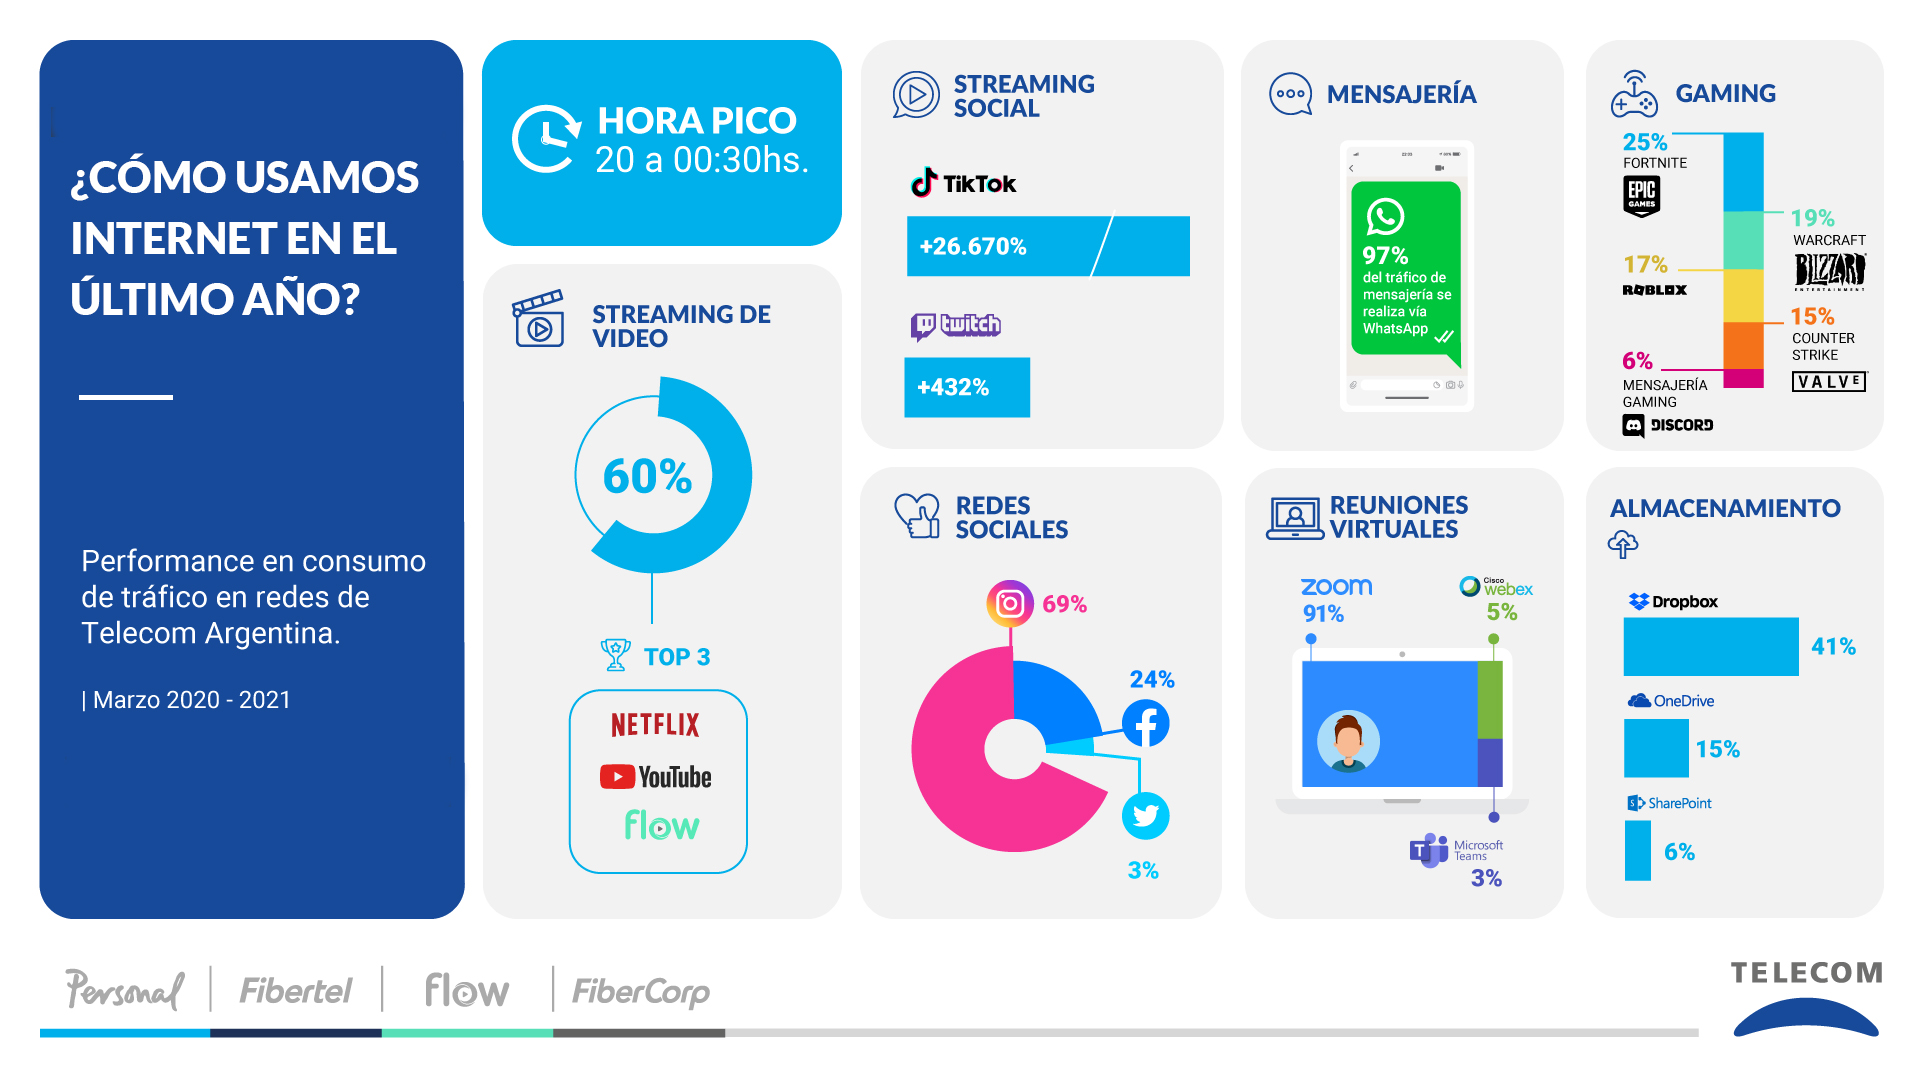 ¿CÓMO USAMOS
INTERNET EN EL
ÚLTIMO AÑO?
Performance en consumo
de tráfico en redes de
Telecom Argentina.
| Marzo 2020 - 2021
HORA PICO
20 a 00:30hs.
STREAMING DE
VIDEO
60%
TOP 3
NETFLIX
YouTube
flow
STREAMING
SOCIAL
TikTok
+26.670%
twitch
+432%
MENSAJERÍA
97%
del tráfico de
mensajería se
realiza vía
WhatsApp
GAMING
25%
FORTNITE
EPIC
GAMES
19%
WARCRAFT
BLIZZARD
ENTERTAINMENT
17%
ROBLOX
15%
COUNTER
STRIKE
VALVE
6%
MENSAJERÍA
GAMING
DISCORD
REDES
SOCIALES
69%
24%
3%
REUNIONES
VIRTUALES
zoom
91%
Cisco
webex
5%
Microsoft
Teams
3%
ALMACENAMIENTO
Dropbox
41%
OneDrive
15%
SharePoint
6%
Personal
Fibertel
flow
FiberCorp
TELECOM